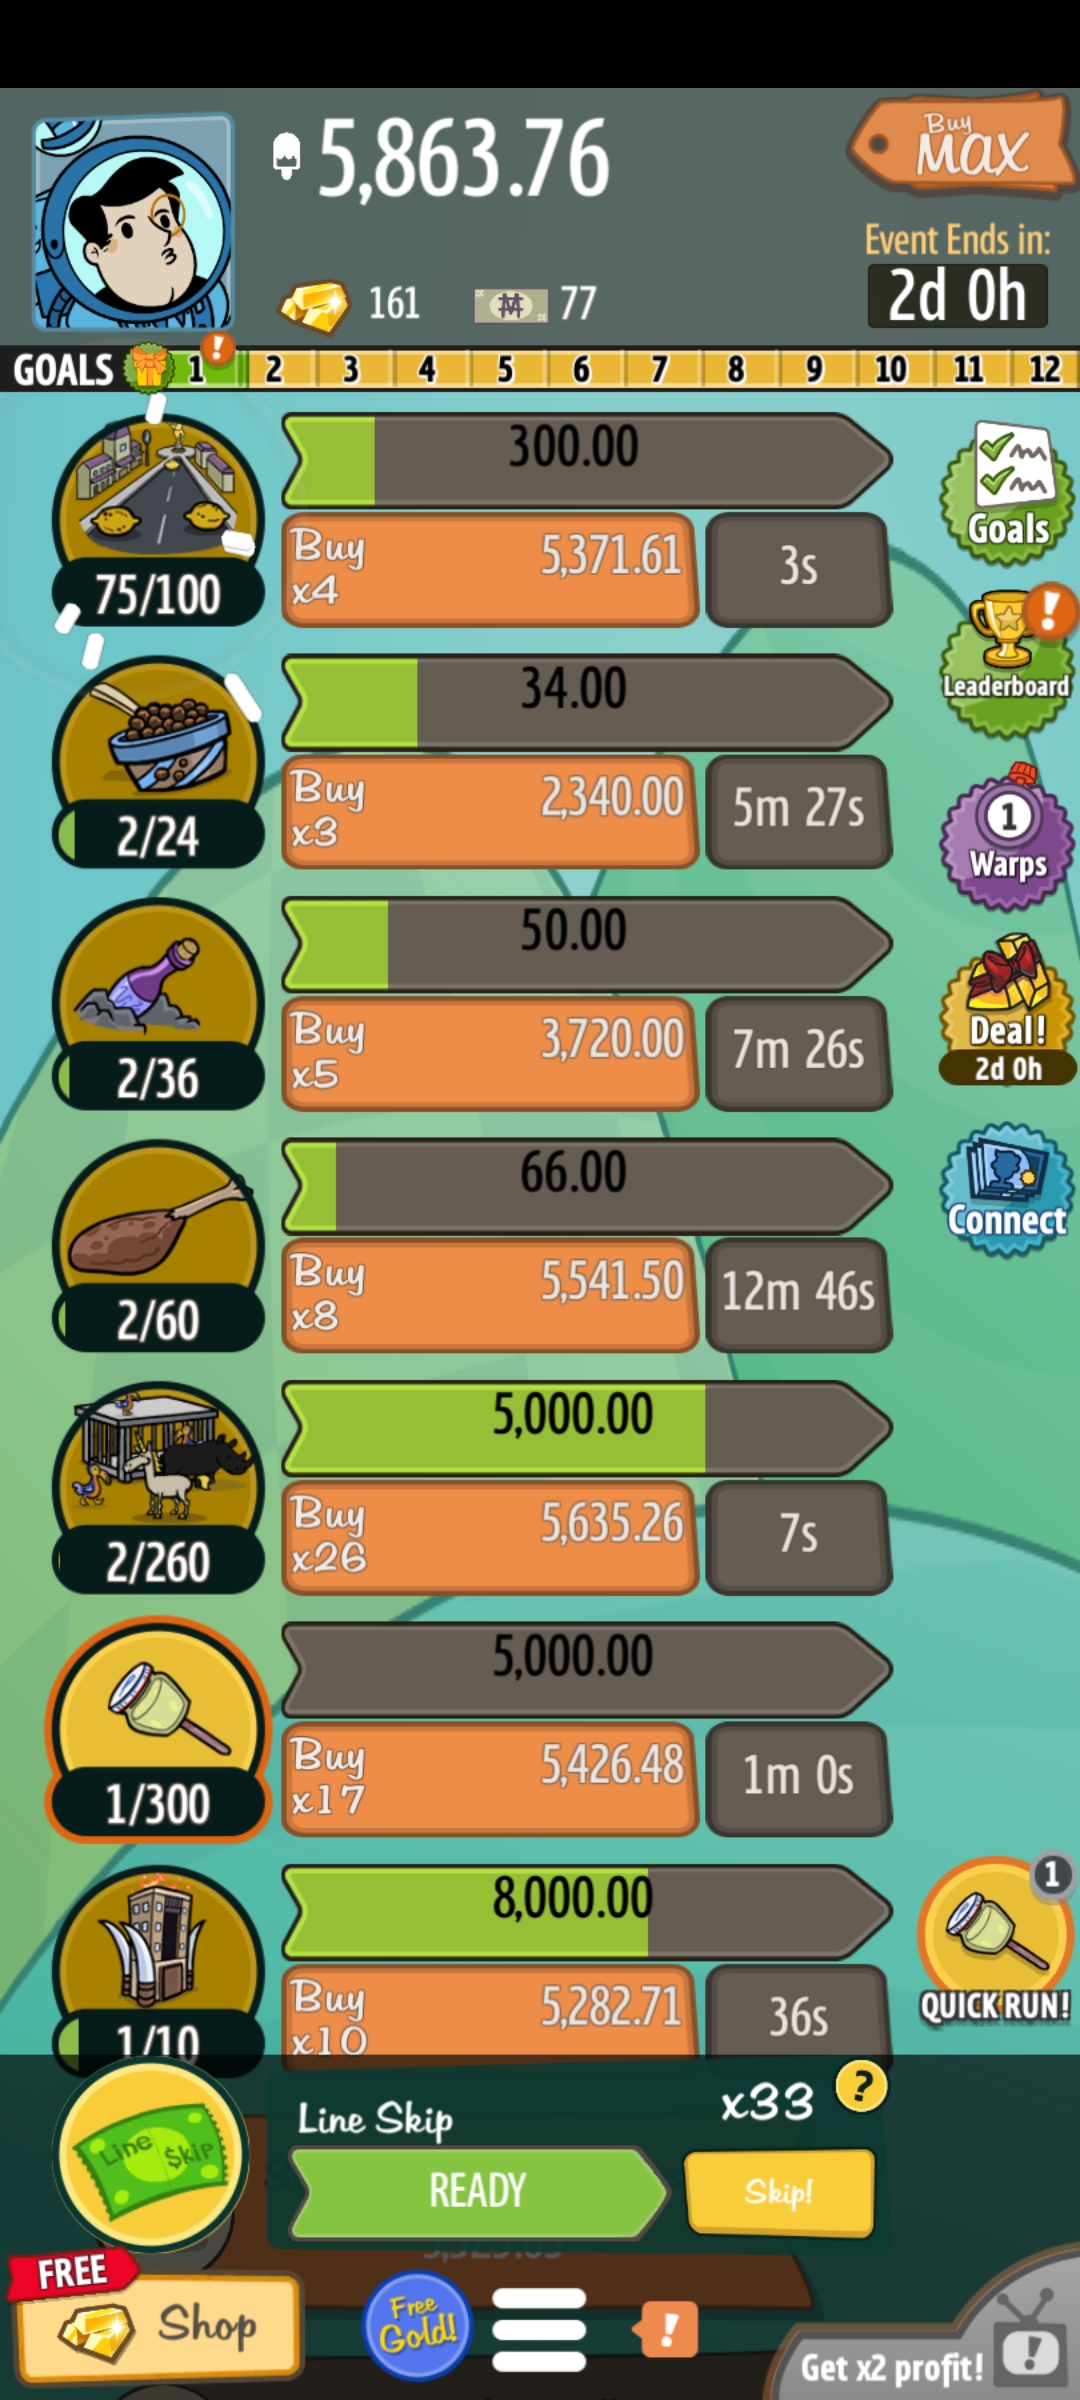 5,863.76
Buy
MAX
Event Ends in:
2d 0h
161
77
GOALS 1 ! 2 3 4 5 6 7 8 9 10 11 12
300.00
Buy 5,371.61
x4
3s
75/100
Goals
34.00
Buy 2,340.00
x3
5m 27s
2/24
!
Leaderboard
50.00
Buy 3,720.00
x5
7m 26s
2/36
1
Warps
66.00
Buy 5,541.50
x8
12m 46s
2/60
Deal!
2d 0h
Connect
5,000.00
Buy 5,635.26
x26
7s
2/260
5,000.00
Buy 5,426.48
x17
1m 0s
1/300
8,000.00
Buy 5,282.71
x10
36s
1/10
1
QUICK RUN!
Line Skip
Line Skip
x33
?
READY
Skip!
FREE
Shop
Free
Gold!
!
Get x2 profit!
!